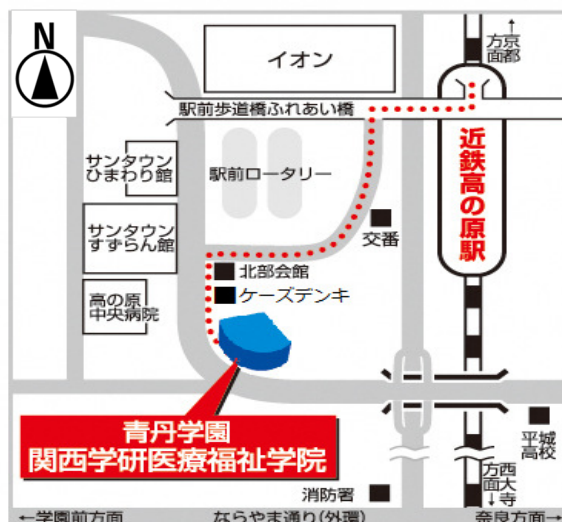 N
↑京都
方面
イオン
駅前歩道橋ふれあい橋
近鉄高の原駅
サンタウン
ひまわり館
駅前ロータリー
サンタウン
すずらん館
交番
北部会館
ケーズデンキ
高の原
中央病院
青丹学園
関西学研医療福祉学院
平城
高校
西大寺↓
方面
消防署
←学園前方面
ならやま通り(外環)
奈良方面→